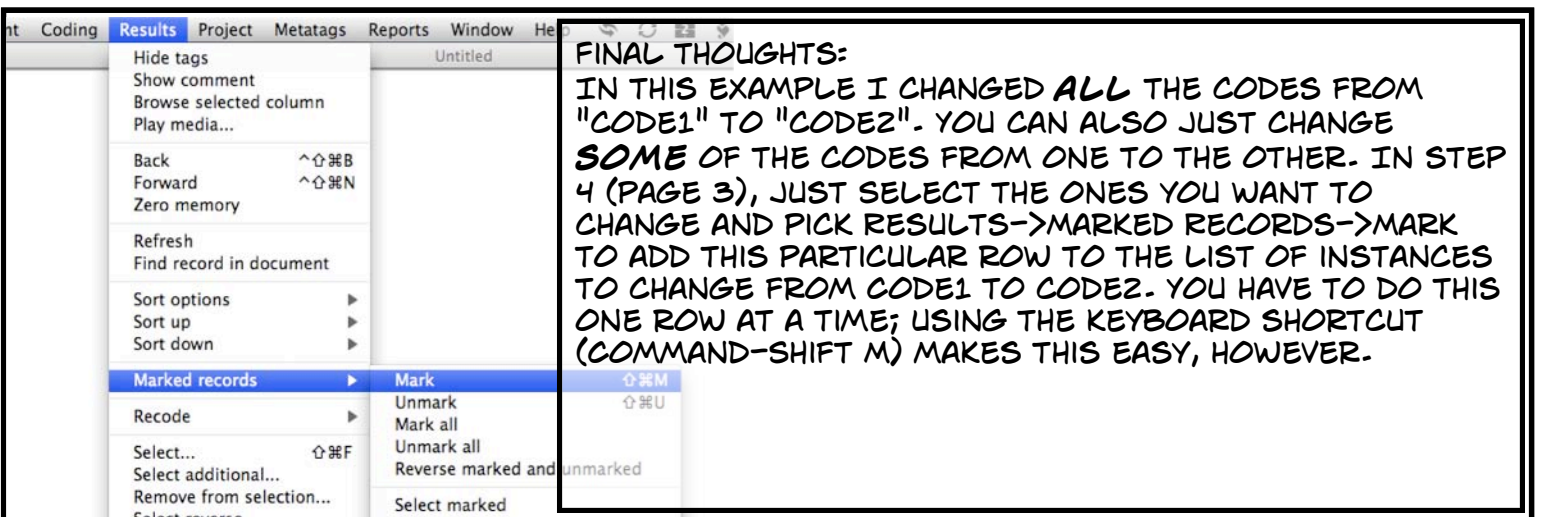 nt Coding Results Project Metatags Reports Window Help
Untitled
Hide tags
Show comment
Browse selected column
Play media...
Back ^⇧⌘B
Forward ^⇧⌘N
Zero memory
Refresh
Find record in document
Sort options ▶
Sort up ▶
Sort down ▶
Marked records ▶
Recode ▶
Select... ⇧⌘F
Select additional...
Remove from selection...
Select reverse
Mark ⇧⌘M
Unmark ⇧⌘U
Mark all
Unmark all
Reverse marked and unmarked
Select marked
FINAL THOUGHTS:
IN THIS EXAMPLE I CHANGED ALL THE CODES FROM
"CODE1" TO "CODE2". YOU CAN ALSO JUST CHANGE
SOME OF THE CODES FROM ONE TO THE OTHER. IN STEP
4 (PAGE 3), JUST SELECT THE ONES YOU WANT TO
CHANGE AND PICK RESULTS->MARKED RECORDS->MARK
TO ADD THIS PARTICULAR ROW TO THE LIST OF INSTANCES
TO CHANGE FROM CODE1 TO CODE2. YOU HAVE TO DO THIS
ONE ROW AT A TIME; USING THE KEYBOARD SHORTCUT
(COMMAND-SHIFT M) MAKES THIS EASY, HOWEVER.